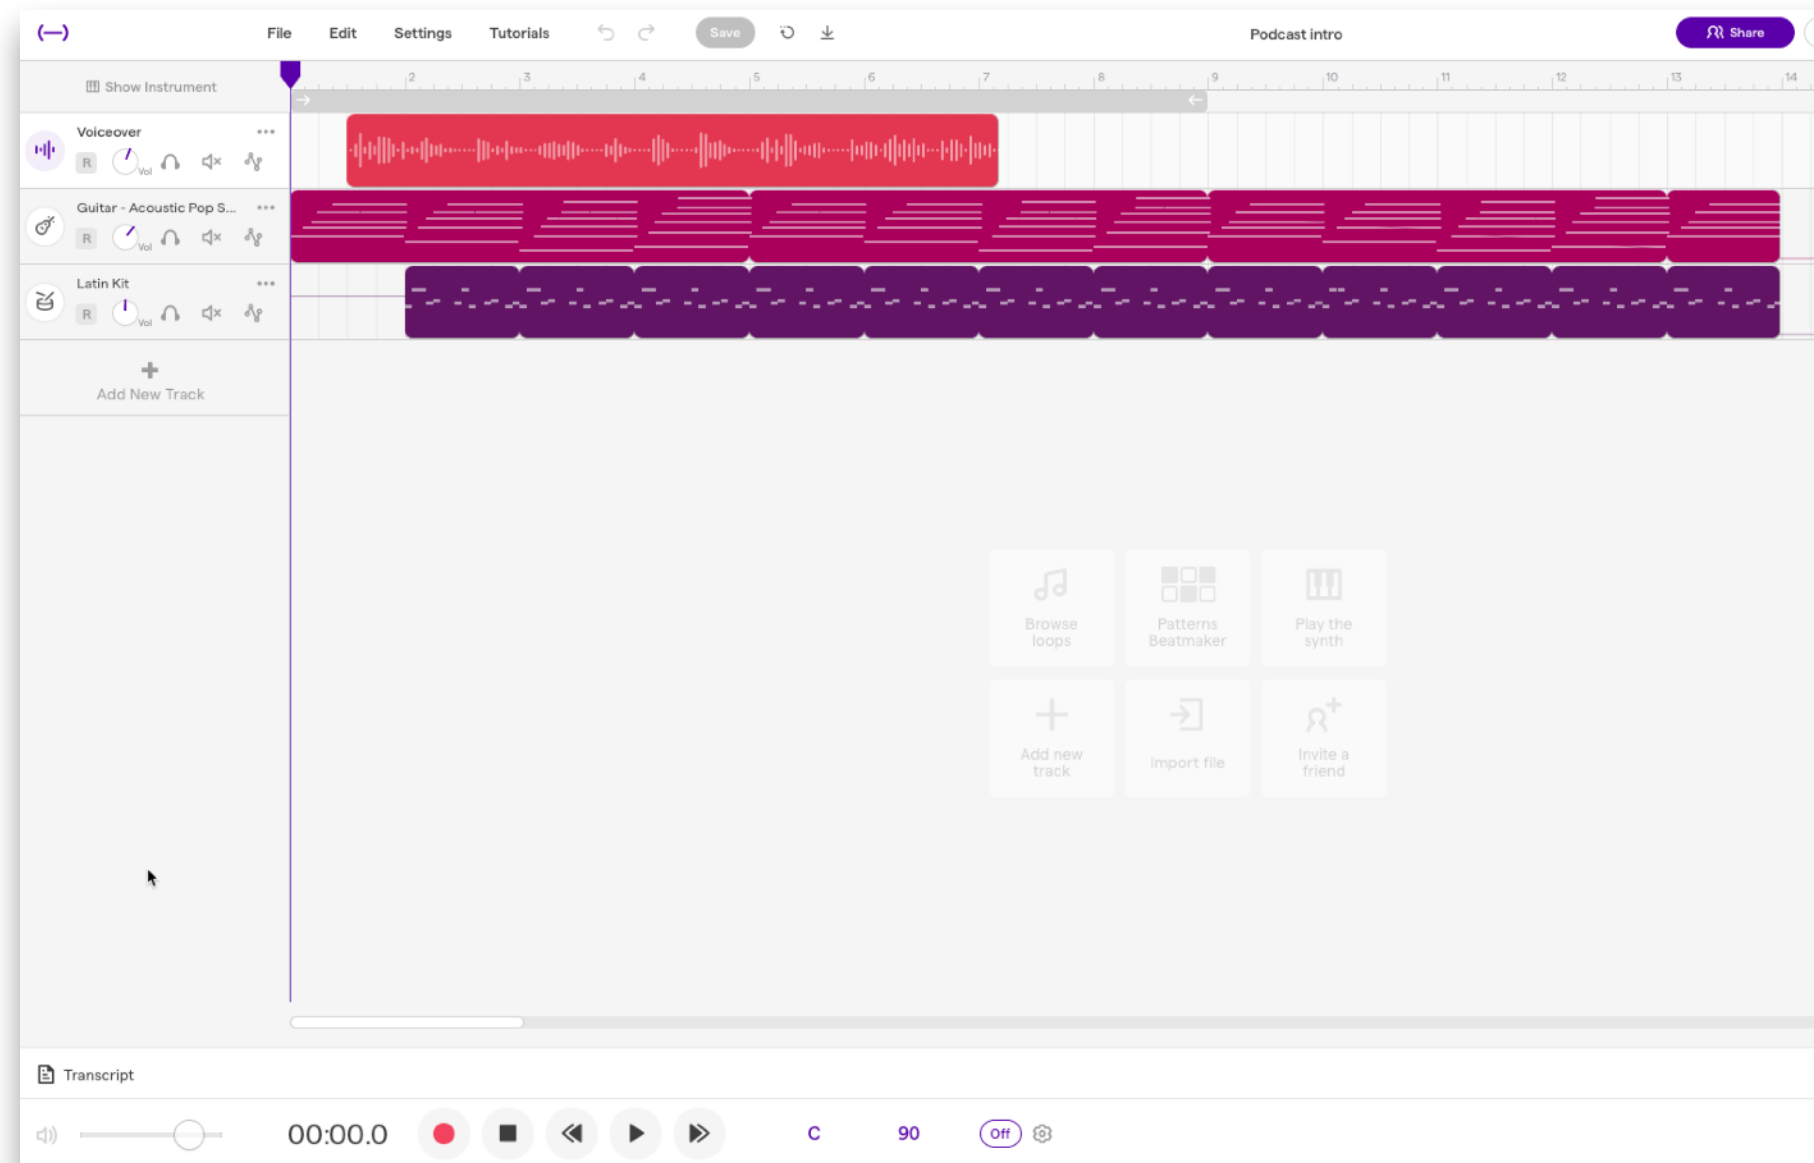 File Edit Settings Tutorials Save Podcast intro Share
Show Instrument 2 3 4 5 6 7 8 9 10 11 12 13 14
Voiceover
R Vol
Guitar - Acoustic Pop S...
R Vol
Latin Kit
R Vol
Add New Track
Browse
loops
Patterns
Beatmaker
Play the
synth
Add new
track
Import file
Invite a
friend
Transcript
00:00.0 C 90 Off